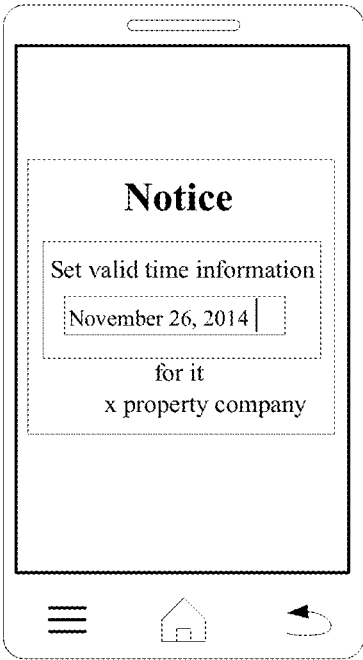 Notice
Set valid time information
November 26, 2014
for it
x property company